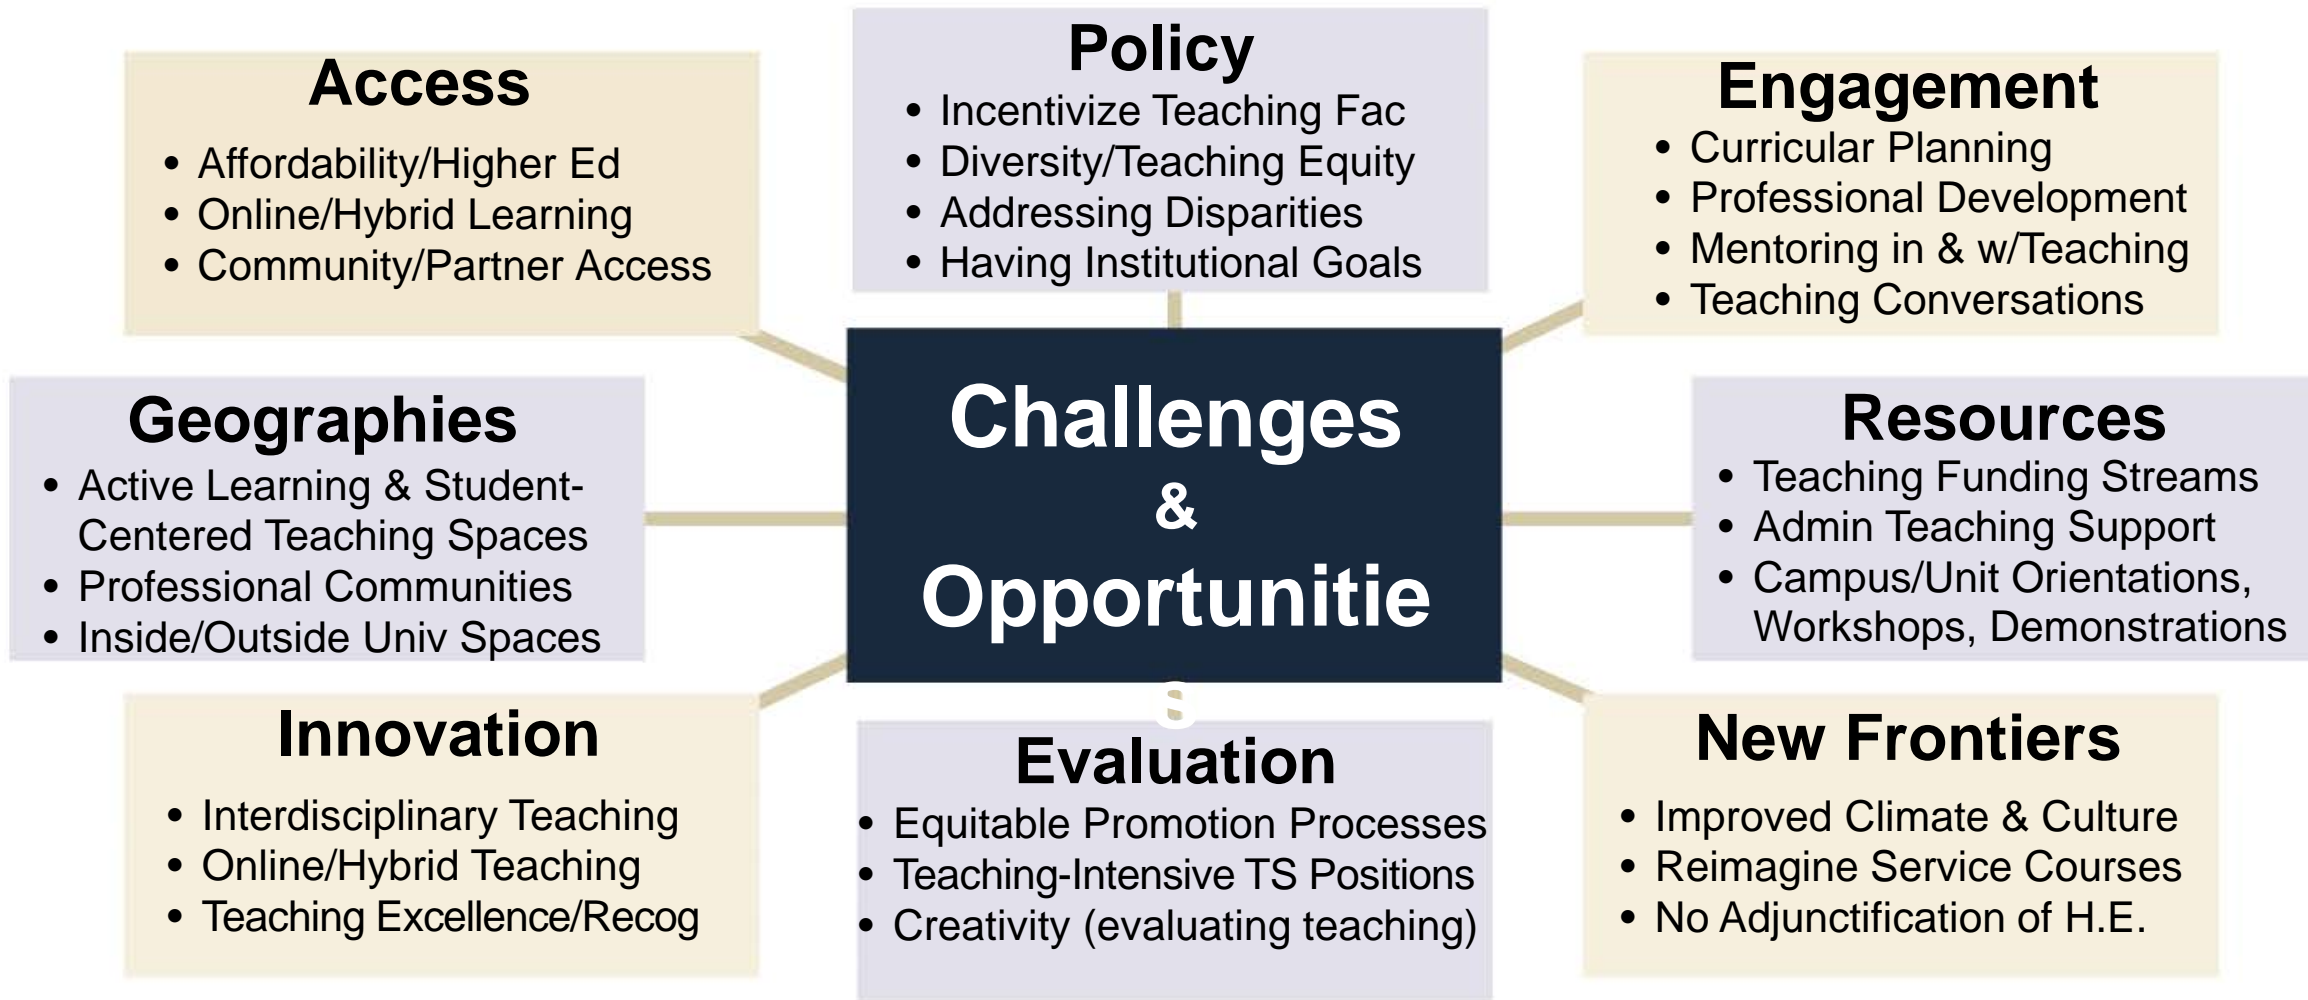 Access
• Affordability/Higher Ed
• Online/Hybrid Learning
• Community/Partner Access
Policy
• Incentivize Teaching Fac
• Diversity/Teaching Equity
• Addressing Disparities
• Having Institutional Goals
Engagement
• Curricular Planning
• Professional Development
• Mentoring in & w/Teaching
• Teaching Conversations
Geographies
• Active Learning & Student-
Centered Teaching Spaces
• Professional Communities
• Inside/Outside Univ Spaces
Challenges
&
Opportunitie
s
Resources
• Teaching Funding Streams
• Admin Teaching Support
• Campus/Unit Orientations,
Workshops, Demonstrations
Innovation
• Interdisciplinary Teaching
• Online/Hybrid Teaching
• Teaching Excellence/Recog
Evaluation
• Equitable Promotion Processes
• Teaching-Intensive TS Positions
• Creativity (evaluating teaching)
New Frontiers
• Improved Climate & Culture
• Reimagine Service Courses
• No Adjunctification of H.E.